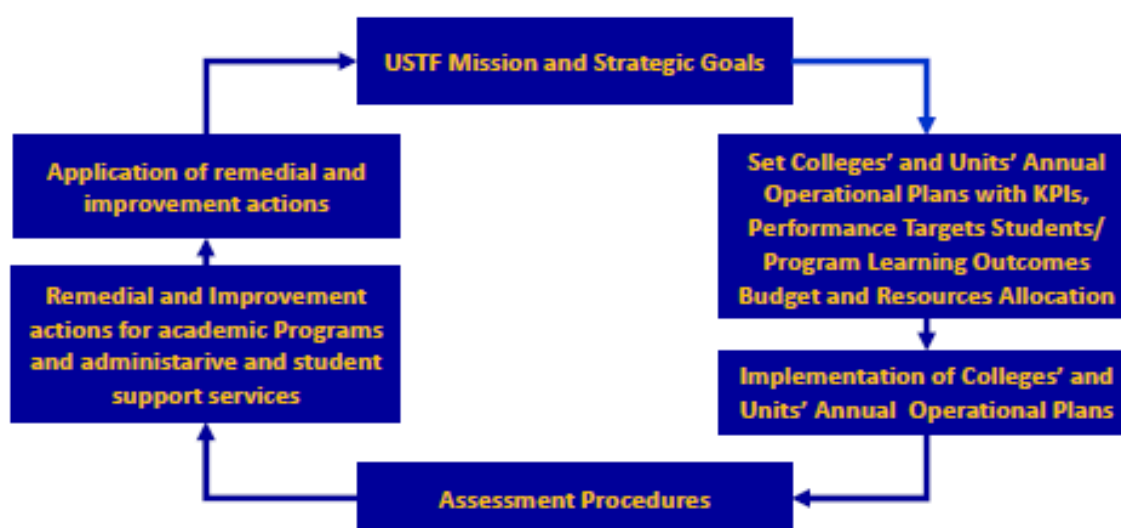 USTF Mission and Strategic Goals
Set Colleges' and Units' Annual
Operational Plans with KPIs,
Performance Targets Students/
Program Learning Outcomes
Budget and Resources Allocation
Implementation of Colleges' and
Units' Annual Operational Plans
Assessment Procedures
Remedial and Improvement
actions for academic Programs
and administarive and student
support services
Application of remedial and
improvement actions